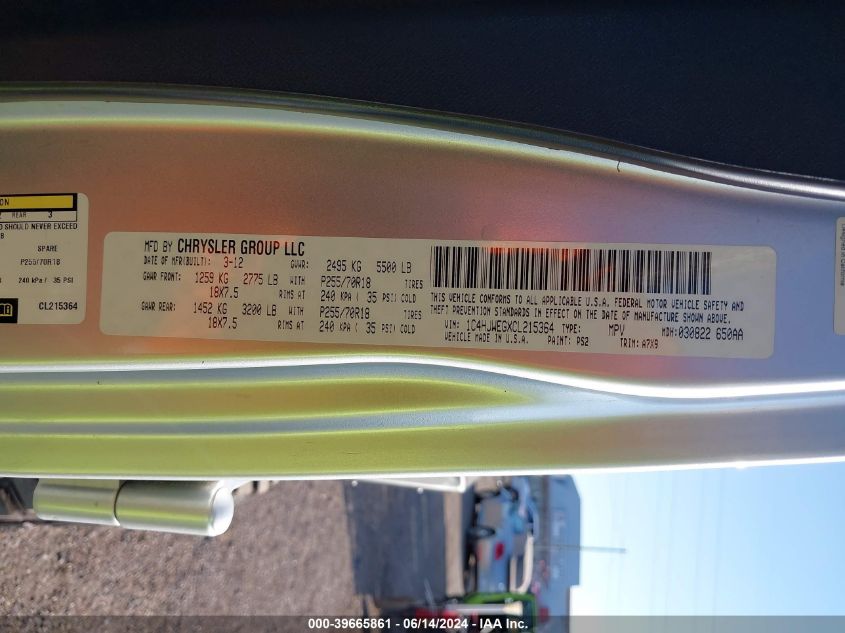 ON
REAR 3
D SHOULD NEVER EXCEED
SPARE
P255/70R18
240 kPa / 35 PSI
CL215364
MFD BY CHRYSLER GROUP LLC
DATE OF MFR(BUILT): 3-12 GVWR: 2495 KG 5500 LB
GAWR FRONT: 1259 KG 2775 LB WITH P255/70R18 TIRES
18X7.5 RIMS AT 240 KPA ( 35 PSI) COLD
GAWR REAR: 1452 KG 3200 LB WITH P255/70R18 TIRES
18X7.5 RIMS AT 240 KPA ( 35 PSI) COLD
THIS VEHICLE CONFORMS TO ALL APPLICABLE U.S.A. FEDERAL MOTOR VEHICLE SAFETY AND
THEFT PREVENTION STANDARDS IN EFFECT ON THE DATE OF MANUFACTURE SHOWN ABOVE.
VIN: 1C4HJWEGXCL215364 TYPE: MPV MDH: 030822 650AA
VEHICLE MADE IN U.S.A. PAINT: PS2 TRIM: A7X9
000-39665861 - 06/14/2024 - IAA Inc.